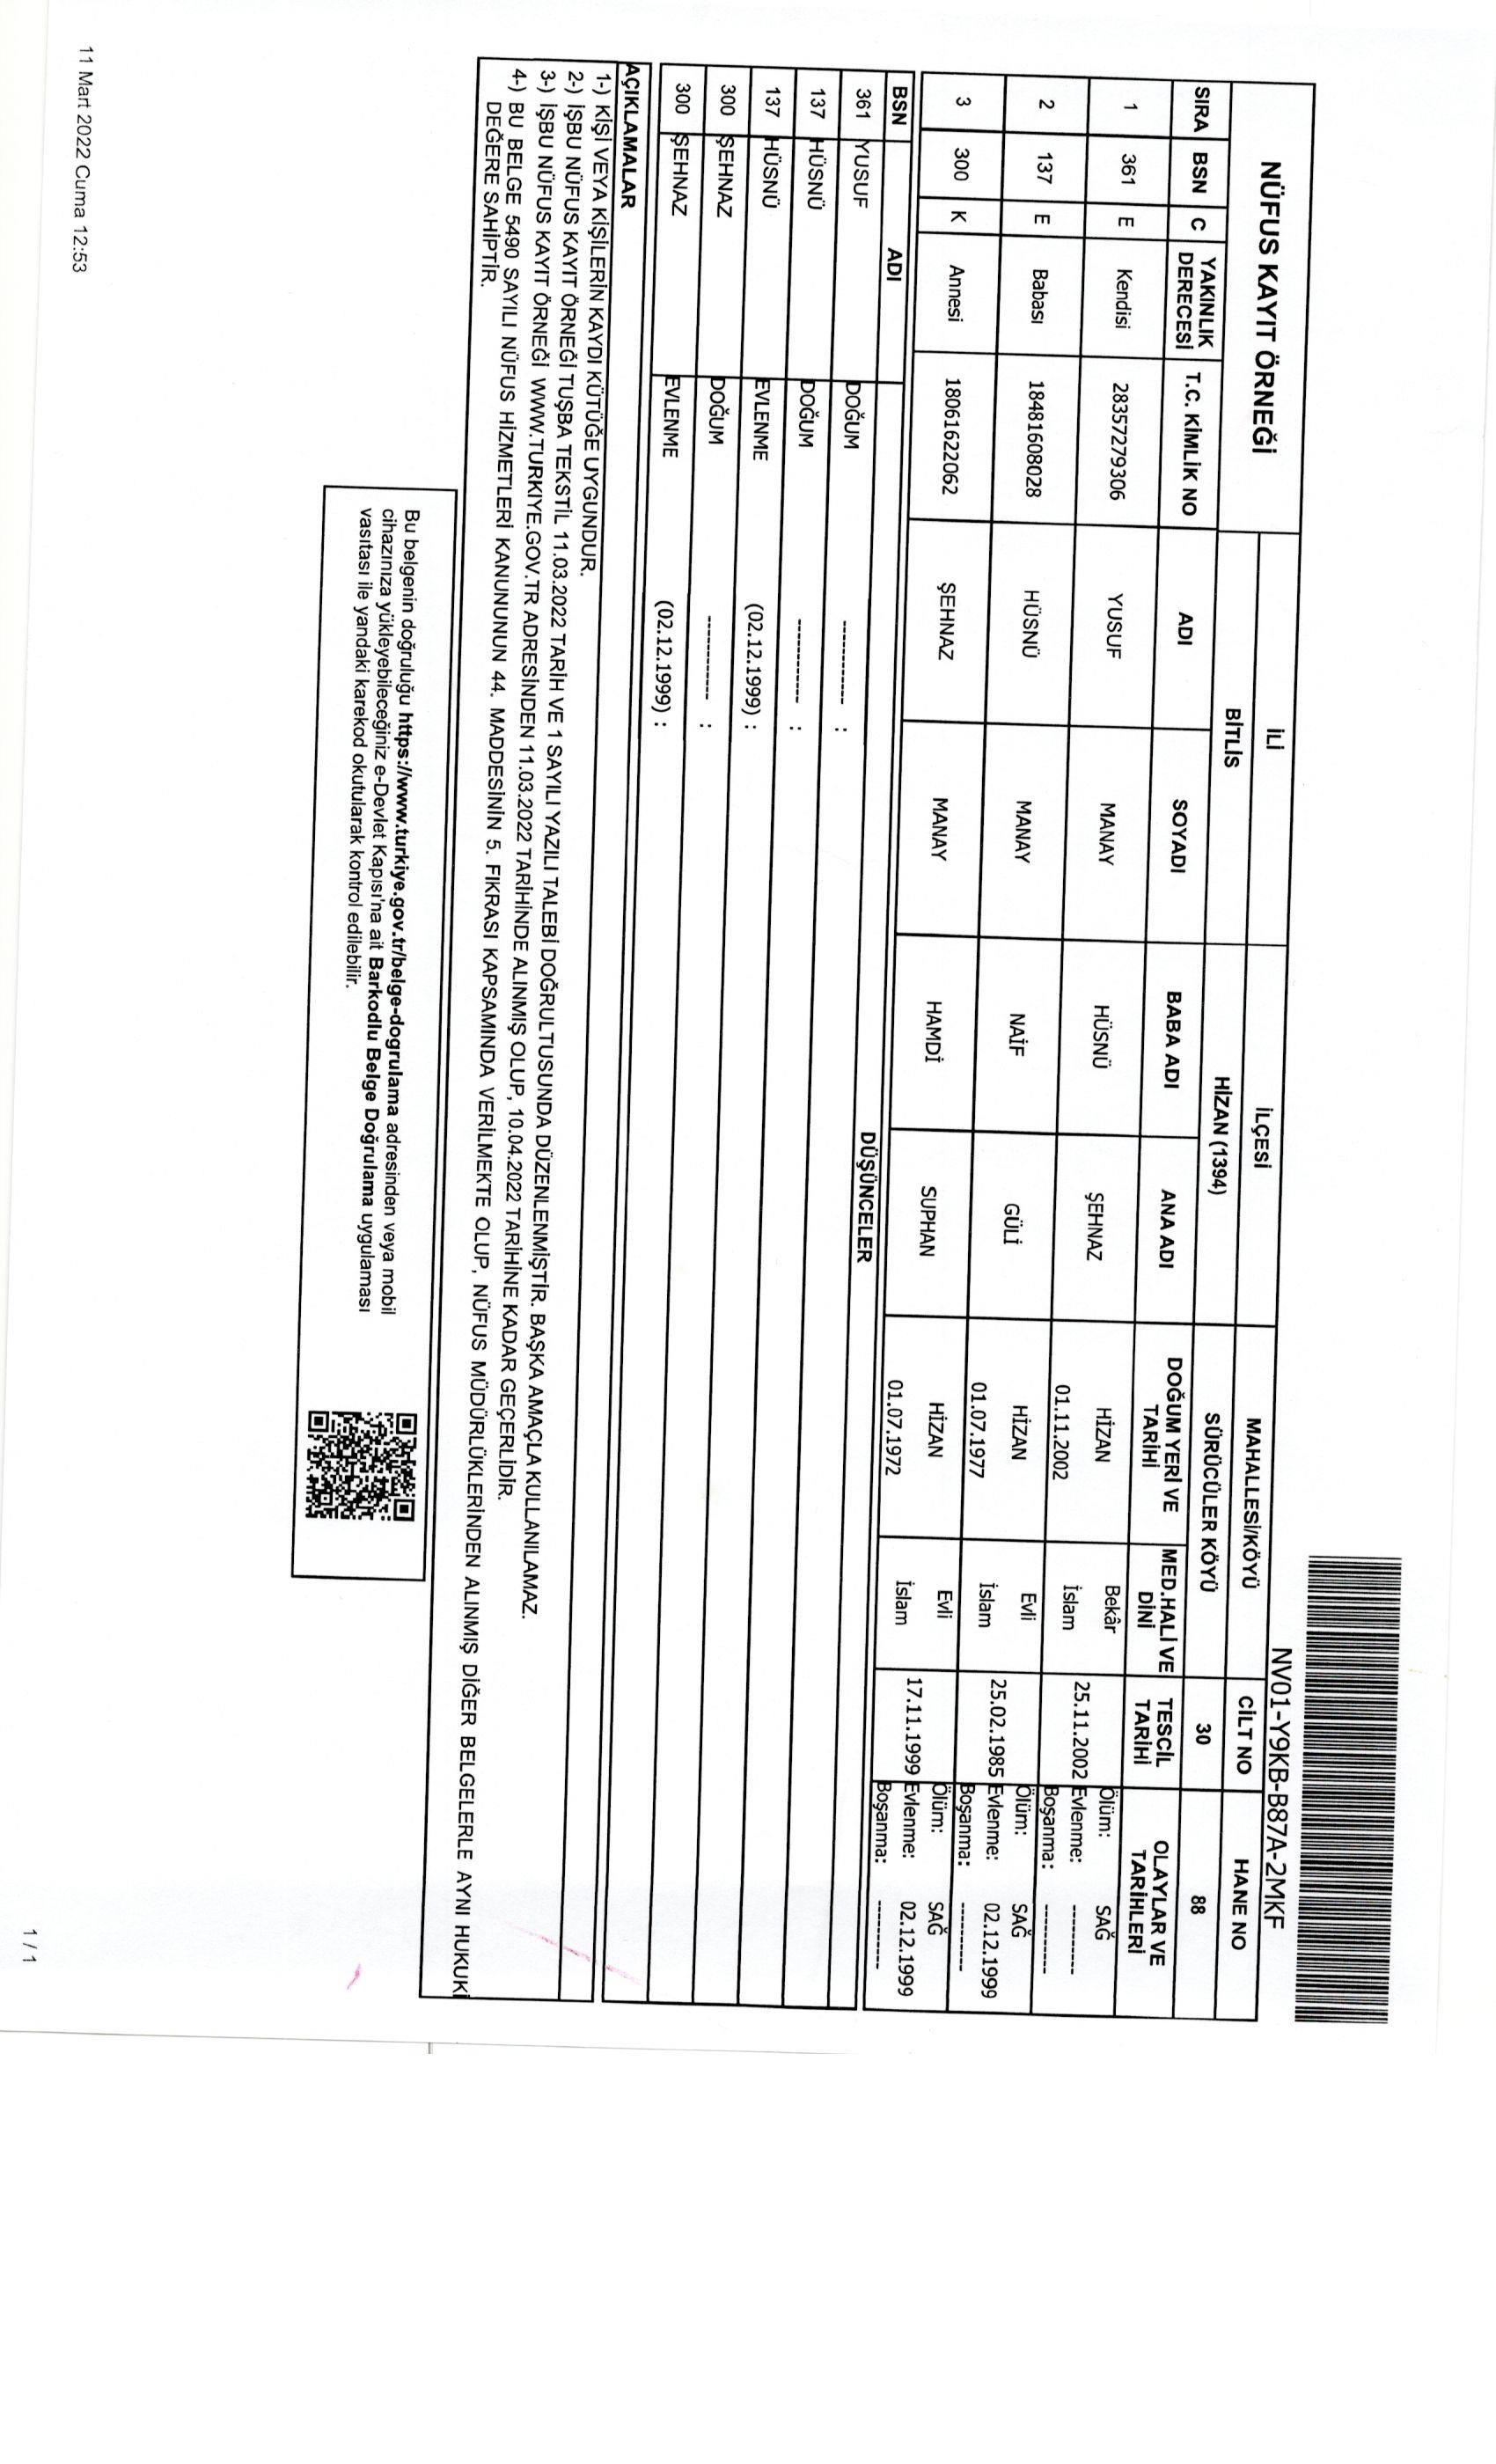 NV01-Y9KB-B87A-2MKF
NÜFUS KAYIT ÖRNEĞİ
İLİ İLÇESİ MAHALLESİ/KÖYÜ CİLT NO HANE NO
BİTLİS HİZAN (1394) SÜRÜCÜLER KÖYÜ 30 88
SIRA BSN C YAKINLIK DERECESİ T.C. KİMLİK NO ADI SOYADI BABA ADI ANA ADI DOĞUM YERİ VE TARİHİ MED.HALİ VE DİNİ TESCİL TARİHİ OLAYLAR VE TARİHLERİ
1 361 E Kendisi 28357279306 YUSUF MANAY HÜSNÜ ŞEHNAZ HİZAN 01.11.2002 Bekâr İslam 25.11.2002 Ölüm: SAĞ Evlenme: ---------- Boşanma: ----------
2 137 E Babası 18481608028 HÜSNÜ MANAY NAİF GÜLİ HİZAN 01.07.1977 Evli İslam 25.02.1985 Ölüm: SAĞ Evlenme: 02.12.1999 Boşanma: ----------
3 300 K Annesi 18061622062 ŞEHNAZ MANAY HAMDİ SUPHAN HİZAN 01.07.1972 Evli İslam 17.11.1999 Ölüm: SAĞ Evlenme: 02.12.1999 Boşanma: ----------
BSN ADI DÜŞÜNCELER
361 YUSUF DOĞUM ------------ :
137 HÜSNÜ DOĞUM ------------ :
137 HÜSNÜ EVLENME (02.12.1999) :
300 ŞEHNAZ DOĞUM ------------ :
300 ŞEHNAZ EVLENME (02.12.1999) :
AÇIKLAMALAR
1-) KİŞİ VEYA KİŞİLERİN KAYDI KÜTÜĞE UYGUNDUR.
2-) İŞBU NÜFUS KAYIT ÖRNEĞİ TUŞBA TEKSTİL 11.03.2022 TARİH VE 1 SAYILI YAZILI TALEBİ DOĞRULTUSUNDA DÜZENLENMİŞTİR. BAŞKA AMAÇLA KULLANILAMAZ.
3-) İŞBU NÜFUS KAYIT ÖRNEĞİ WWW.TURKIYE.GOV.TR ADRESİNDEN 11.03.2022 TARİHİNDE ALINMIŞ OLUP, 10.04.2022 TARİHİNE KADAR GEÇERLİDİR.
4-) BU BELGE 5490 SAYILI NÜFUS HİZMETLERİ KANUNUNUN 44. MADDESİNİN 5. FIKRASI KAPSAMINDA VERİLMEKTE OLUP, NÜFUS MÜDÜRLÜKLERİNDEN ALINMIŞ DİĞER BELGELERLE AYNI HUKUKİ
DEĞERE SAHİPTİR.
Bu belgenin doğruluğu https://www.turkiye.gov.tr/belge-dogrulama adresinden veya mobil
cihazınıza yükleyebileceğiniz e-Devlet Kapısı'na ait Barkodlu Belge Doğrulama uygulaması
vasıtası ile yandaki karekod okutularak kontrol edilebilir.
11 Mart 2022 Cuma 12:53
1 / 1